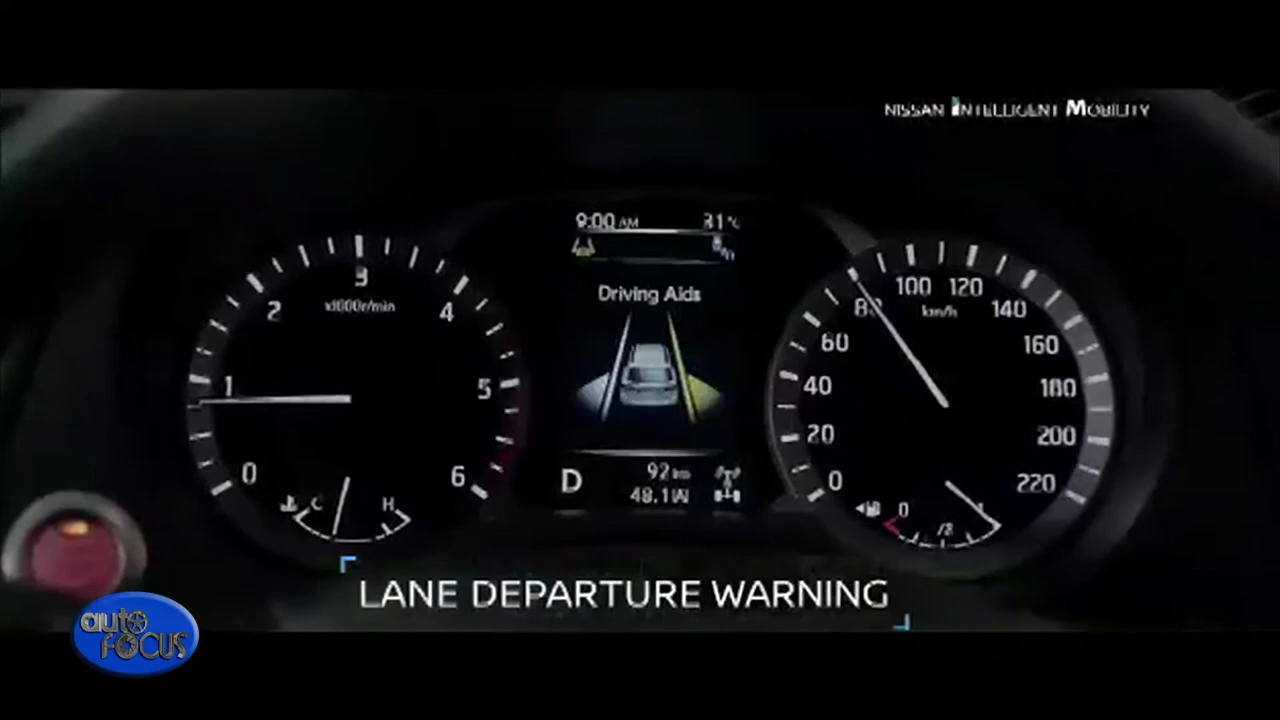 NISSAN INTELLIGENT MOBILITY
9:00 AM 31°C
Driving Aids
0 1 2 3 4 5 6
x1000r/min
C H
D
92 km
48.1
0 20 40 60 80 100 120 140 160 180 200 220
km/h
0
LANE DEPARTURE WARNING
auto
FOCUS